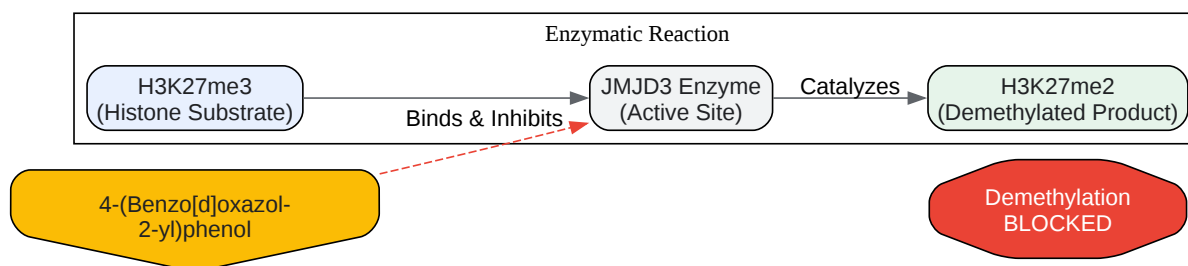 Enzymatic Reaction
H3K27me3
(Histone Substrate)
JMJD3 Enzyme
(Active Site)
Catalyzes
H3K27me2
(Demethylated Product)
Binds & Inhibits
4-(Benzo[d]oxazol-
2-yl)phenol
Demethylation
BLOCKED